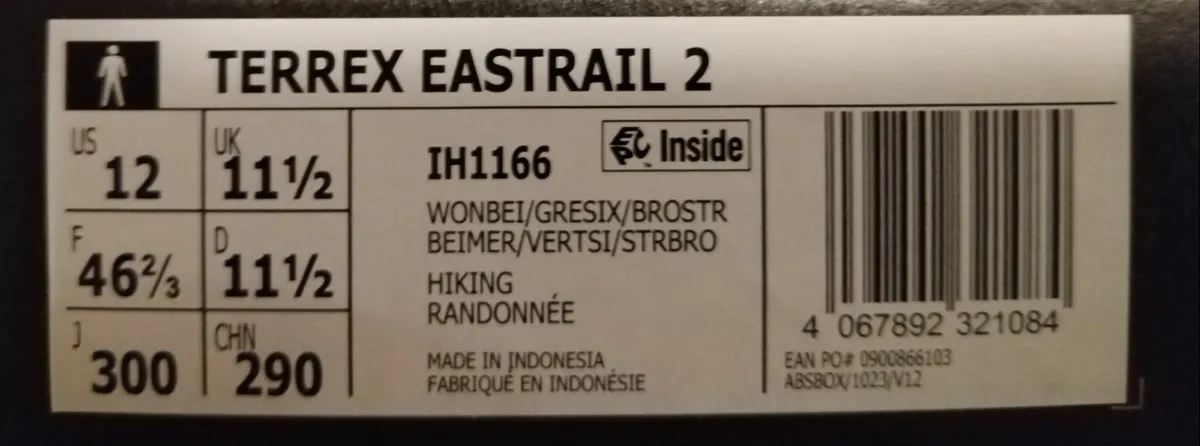 TERREX EASTRAIL 2
US 12
UK 11½
F 46⅔
D 11½
J 300
CHN 290
IH1166
EPC Inside
WONBEI/GRESIX/BROSTR
BEIMER/VERTSI/STRBRO
HIKING
RANDONNÉE
MADE IN INDONESIA
FABRIQUÉ EN INDONÉSIE
4 067892 321084
EAN PO# 0900866103
ABSBOX/1023/V12